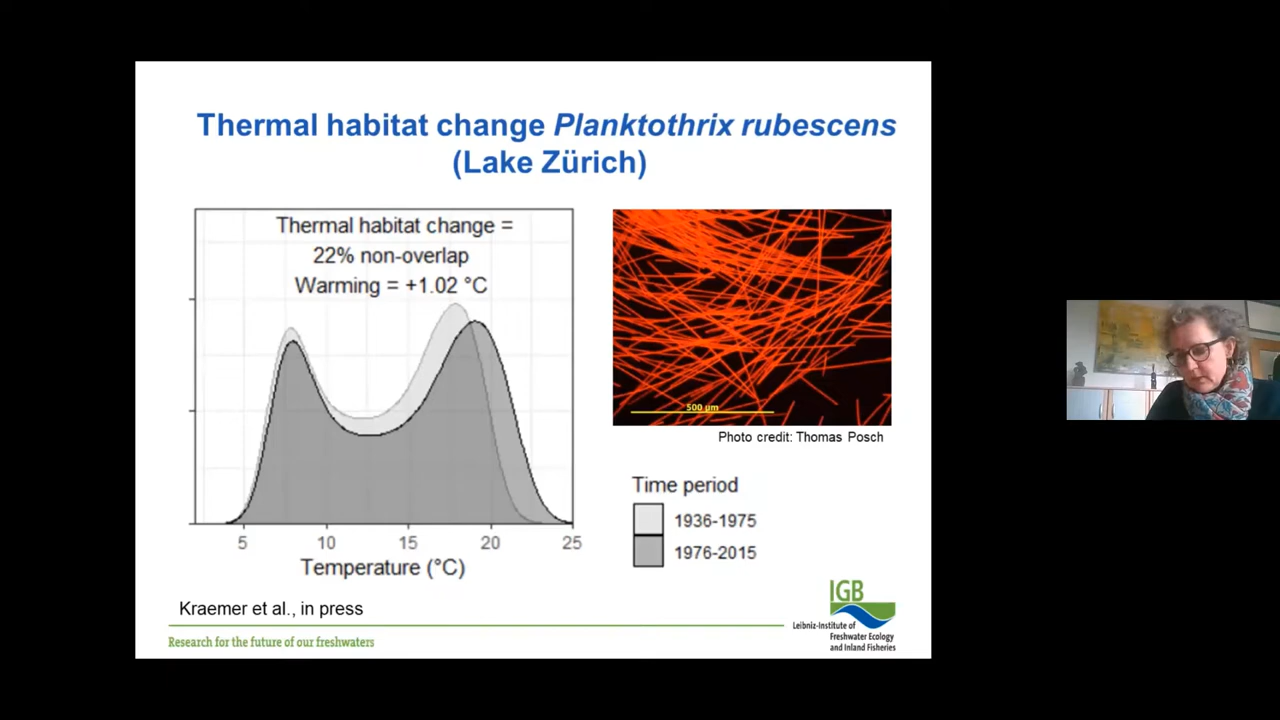 Thermal habitat change Planktothrix rubescens
(Lake Zürich)
Thermal habitat change =
22% non-overlap
Warming = +1.02 °C
5 10 15 20 25
Temperature (°C)
500 µm
Photo credit: Thomas Posch
Time period
1936-1975
1976-2015
Kraemer et al., in press
Research for the future of our freshwaters
IGB
Leibniz-Institute of
Freshwater Ecology
and Inland Fisheries